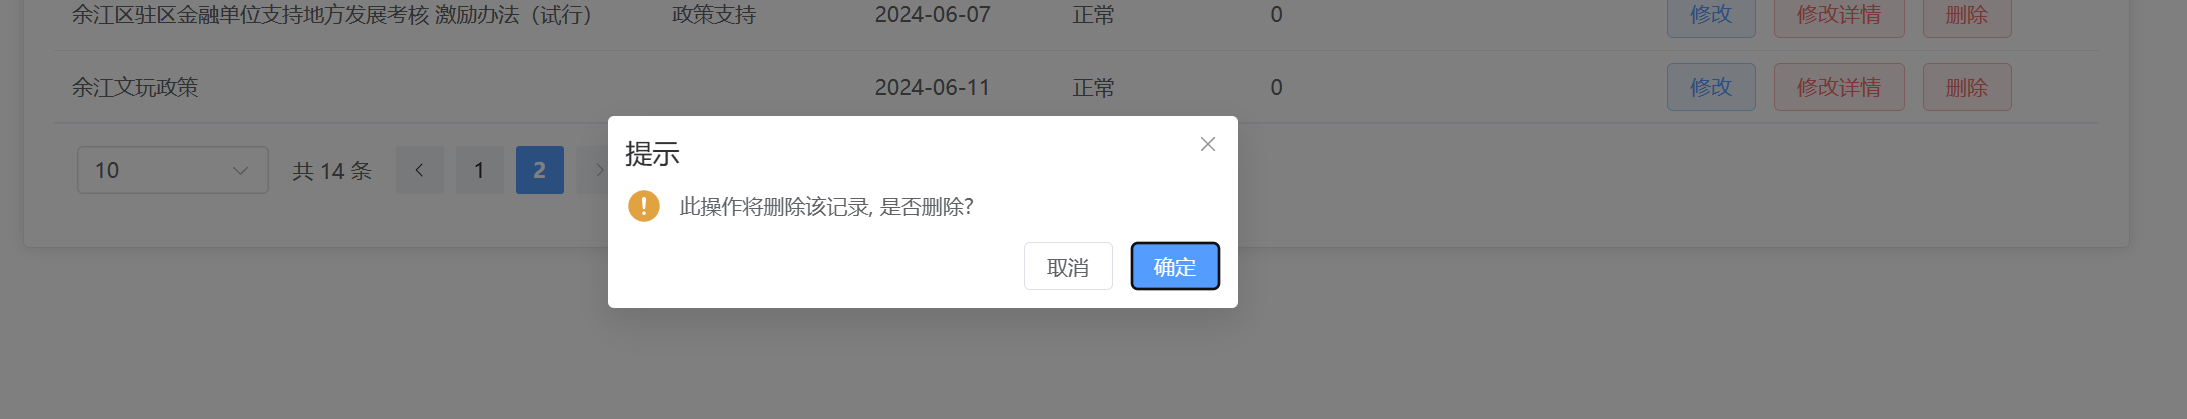 余江区驻区金融单位支持地方发展考核 激励办法（试行） 政策支持 2024-06-07 正常 0 修改 修改详情 删除
余江文玩政策 2024-06-11 正常 0 修改 修改详情 删除
10 共 14 条 1 2
提示
此操作将删除该记录, 是否删除?
取消 确定